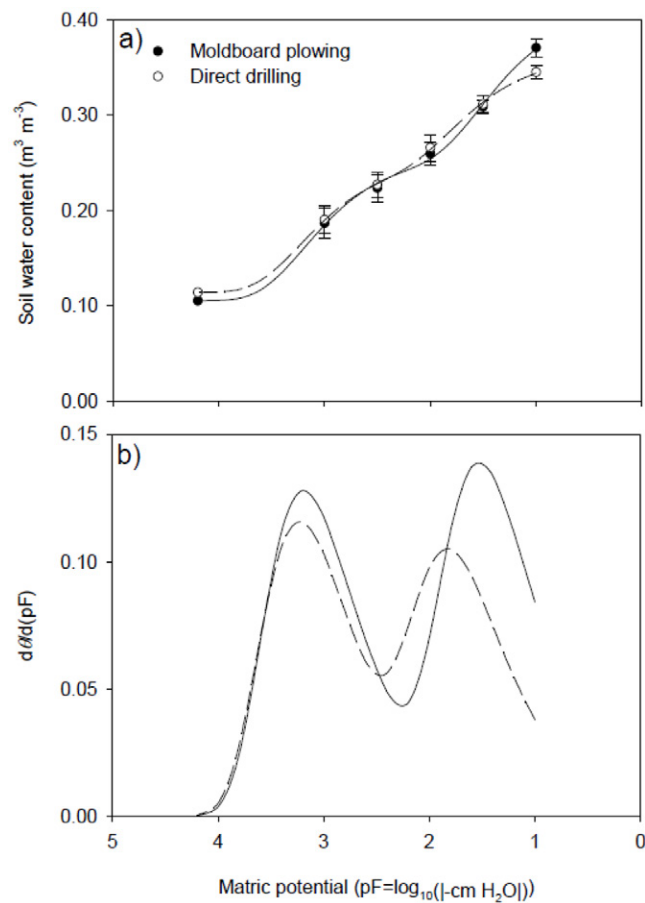 a)
Moldboard plowing
Direct drilling
Soil water content (m³ m⁻³)
0.40
0.30
0.20
0.10
0.00
b)
dθ/d(pF)
0.15
0.10
0.05
0.00
5 4 3 2 1 0
Matric potential (pF=log₁₀(|-cm H₂O|))